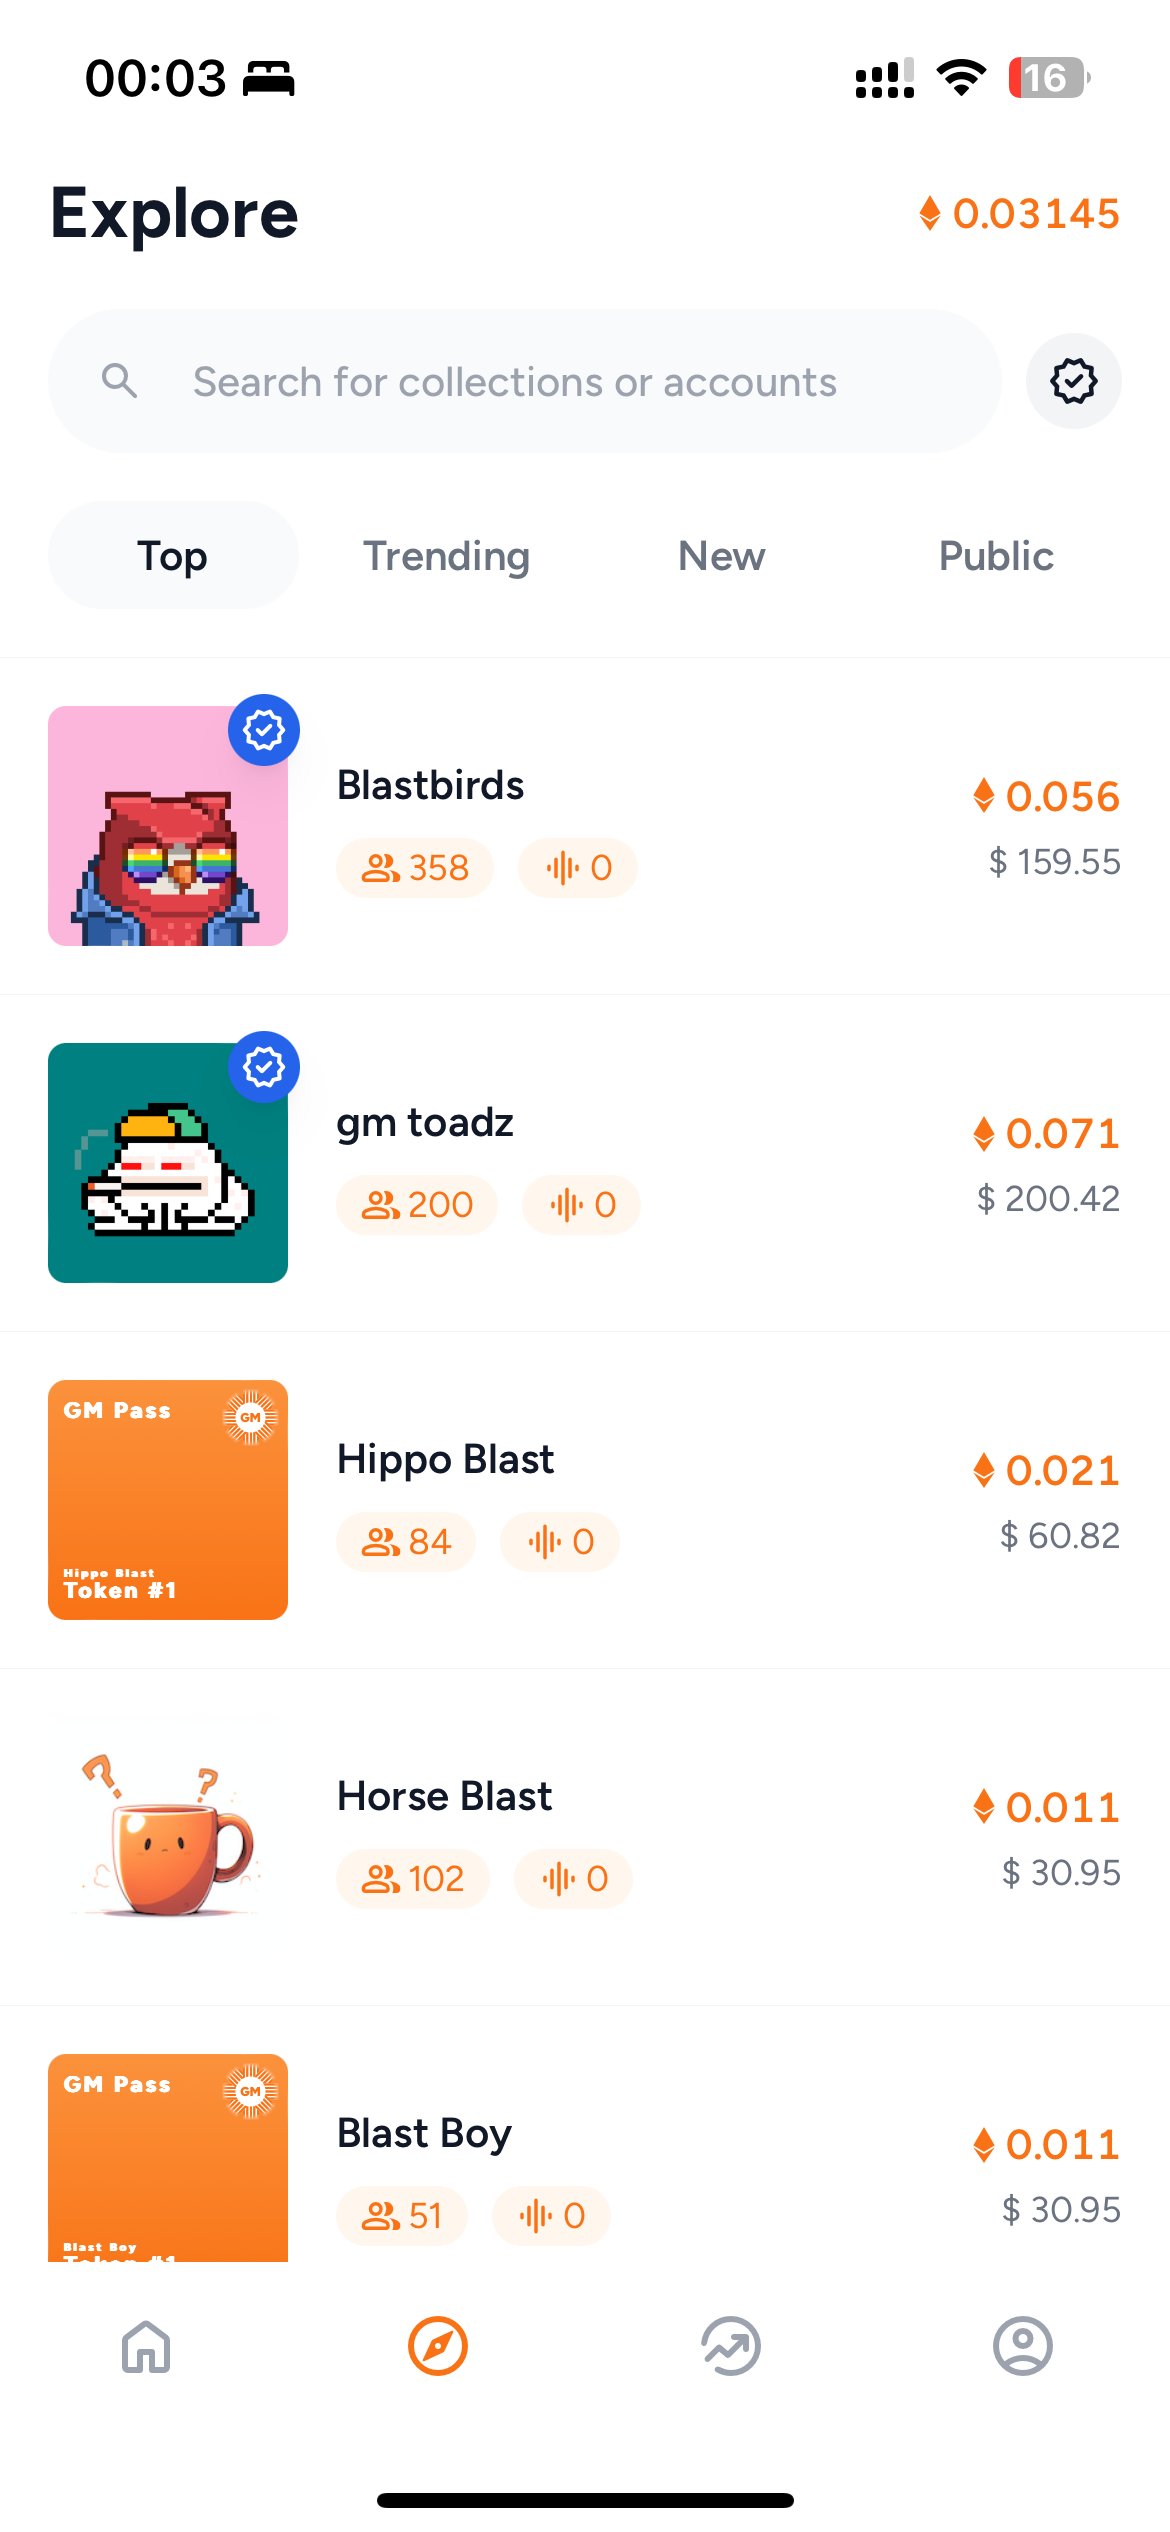 00:03
16
Explore
0.03145
Search for collections or accounts
Top
Trending
New
Public
Blastbirds
358
0
0.056
$ 159.55
gm toadz
200
0
0.071
$ 200.42
GM Pass
GM
Hippo Blast
Token #1
Hippo Blast
84
0
0.021
$ 60.82
? ?
Horse Blast
102
0
0.011
$ 30.95
GM Pass
GM
Blast Boy
Token #1
Blast Boy
51
0
0.011
$ 30.95